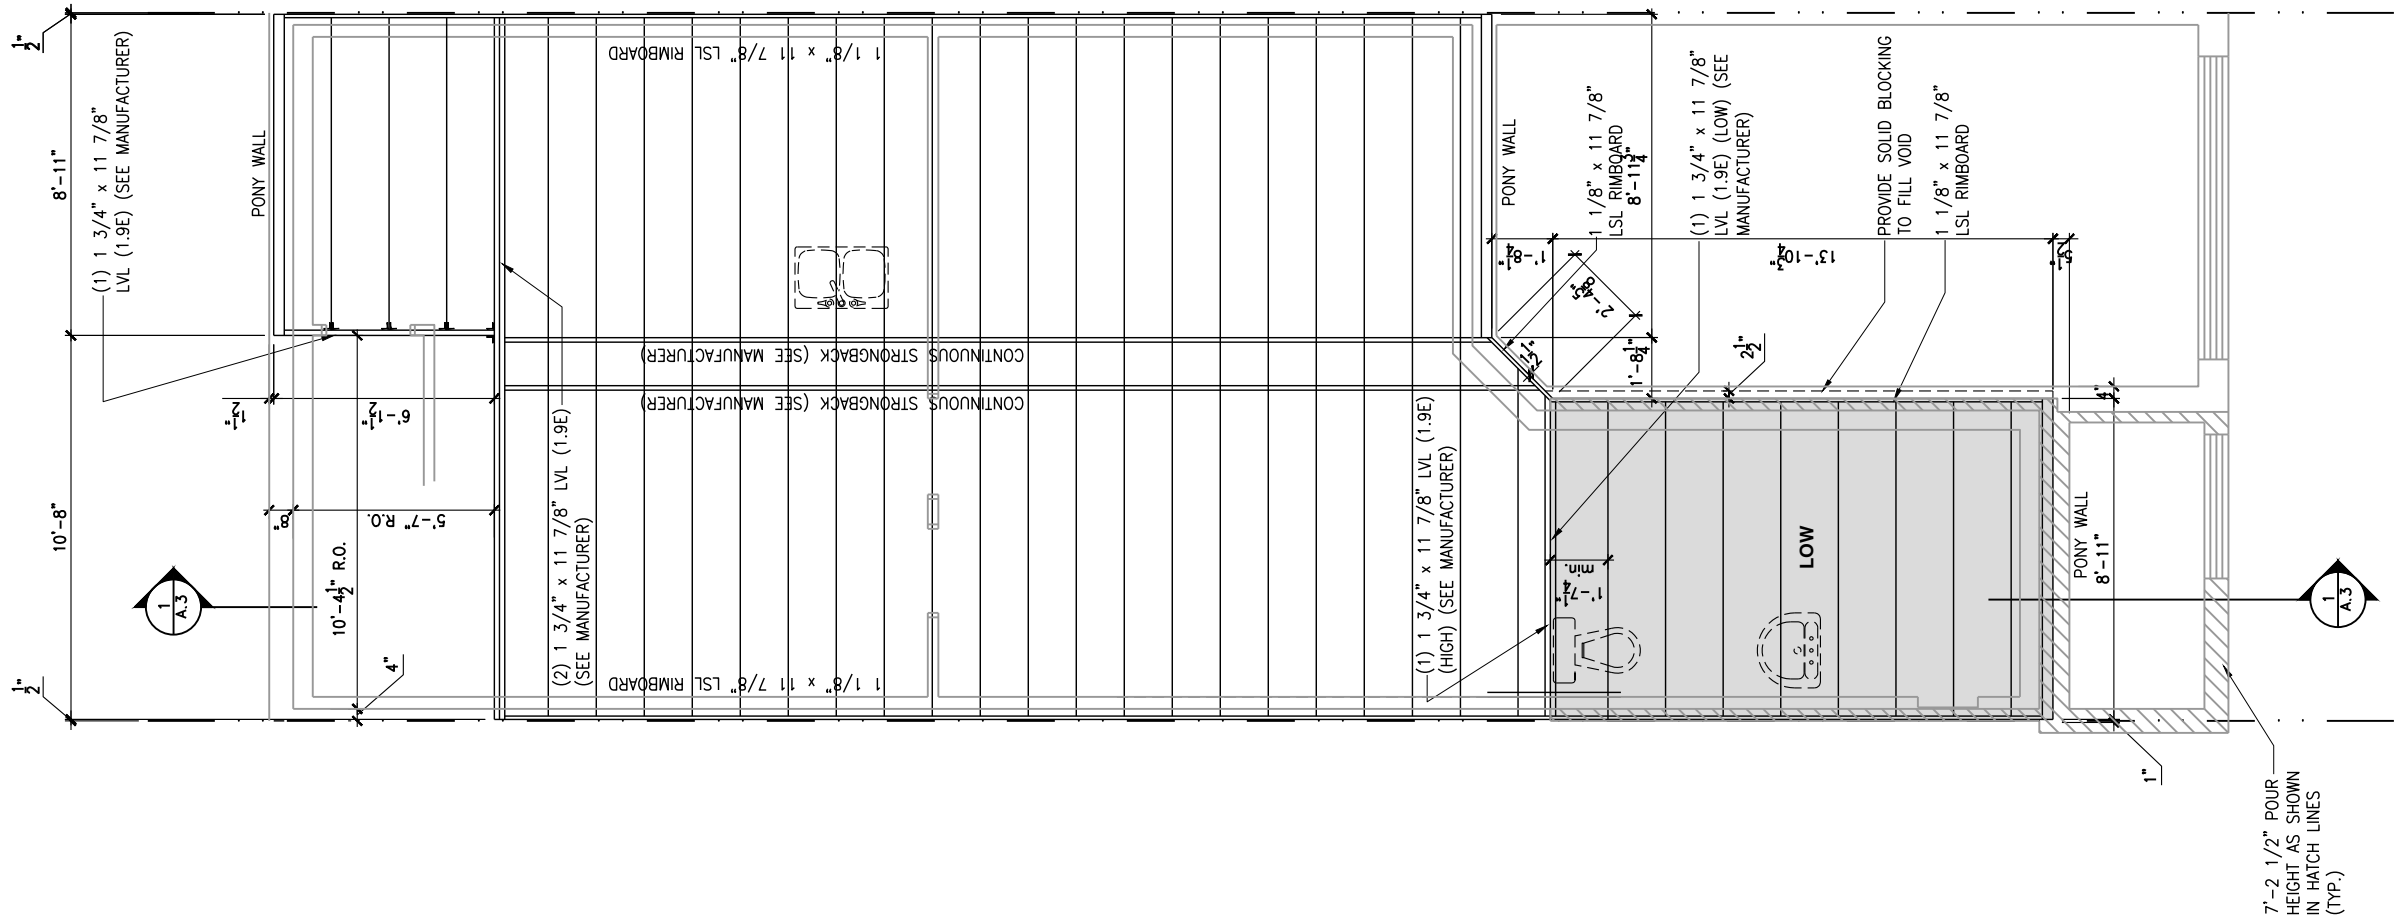 1/2"
8'-11"
10'-8"
1/2"
(1) 1 3/4" x 11 7/8"
LVL (1.9E) (SEE MANUFACTURER)
PONY WALL
1 1/2"
6'-1 1/2"
8"
5'-7" R.O.
10'-4 1/2" R.O.
4"
1
A.3
(2) 1 3/4" x 11 7/8" LVL (1.9E)
(SEE MANUFACTURER)
1 1/8" x 11 7/8" LSL RIMBOARD
CONTINUOUS STRONGBACK (SEE MANUFACTURER)
CONTINUOUS STRONGBACK (SEE MANUFACTURER)
1 1/8" x 11 7/8" LSL RIMBOARD
(1) 1 3/4" x 11 7/8" LVL (1.9E)
(HIGH) (SEE MANUFACTURER)
PONY WALL
1 1/8" x 11 7/8"
LSL RIMBOARD
8'-11 3/4"
(1) 1 3/4" x 11 7/8"
LVL (1.9E) (LOW) (SEE
MANUFACTURER)
PROVIDE SOLID BLOCKING
TO FILL VOID
1 1/8" x 11 7/8"
LSL RIMBOARD
1'-8 1/4"
13'-10 3/4"
5 1/2"
2'-4 5/8"
1 1/2"
1'-8 1/4"
2 1/2"
4"
1'-7 1/4"
min.
LOW
PONY WALL
8'-11"
1"
1
A.3
7'-2 1/2" POUR
HEIGHT AS SHOWN
IN HATCH LINES
(TYP.)